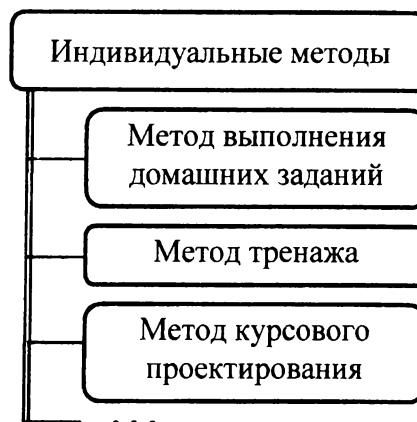 Индивидуальные методы
Метод выполнения
домашних заданий
Метод тренажа
Метод курсового
проектирования